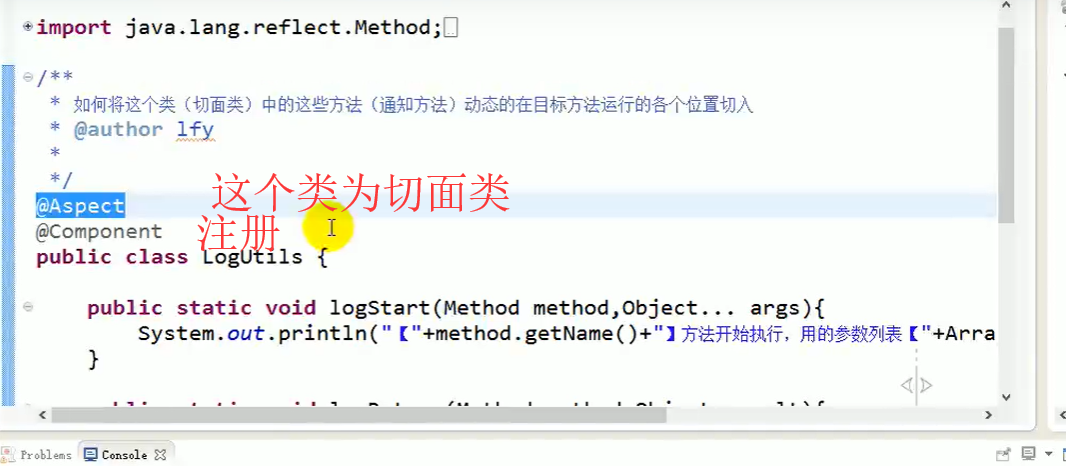 import java.lang.reflect.Method;
/**
* 如何将这个类（切面类）中的这些方法（通知方法）动态的在目标方法运行的各个位置切入
* @author lfy
*
*/
这个类为切面类
@Aspect
注册
@Component
public class LogUtils {
public static void logStart(Method method,Object... args){
System.out.println("【"+method.getName()+"】方法开始执行，用的参数列表【"+Arra
}
Problems Console